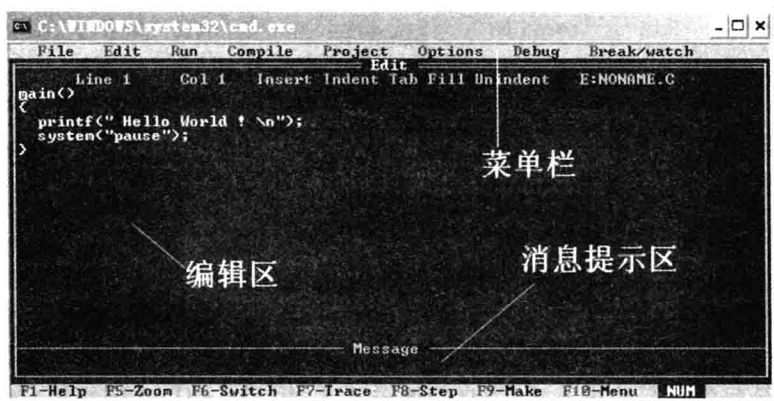 C:\WINDOWS\system32\cmd.exe
File Edit Run Compile Project Options Debug Break/watch
Edit
Line 1 Col 1 Insert Indent Tab Fill Unindent E:NONAME.C
main()
{
printf(" Hello World ! \n");
system("pause");
}
菜单栏
编辑区
消息提示区
Message
F1-Help F5-Zoom F6-Switch F7-Trace F8-Step F9-Make F10-Menu NUM